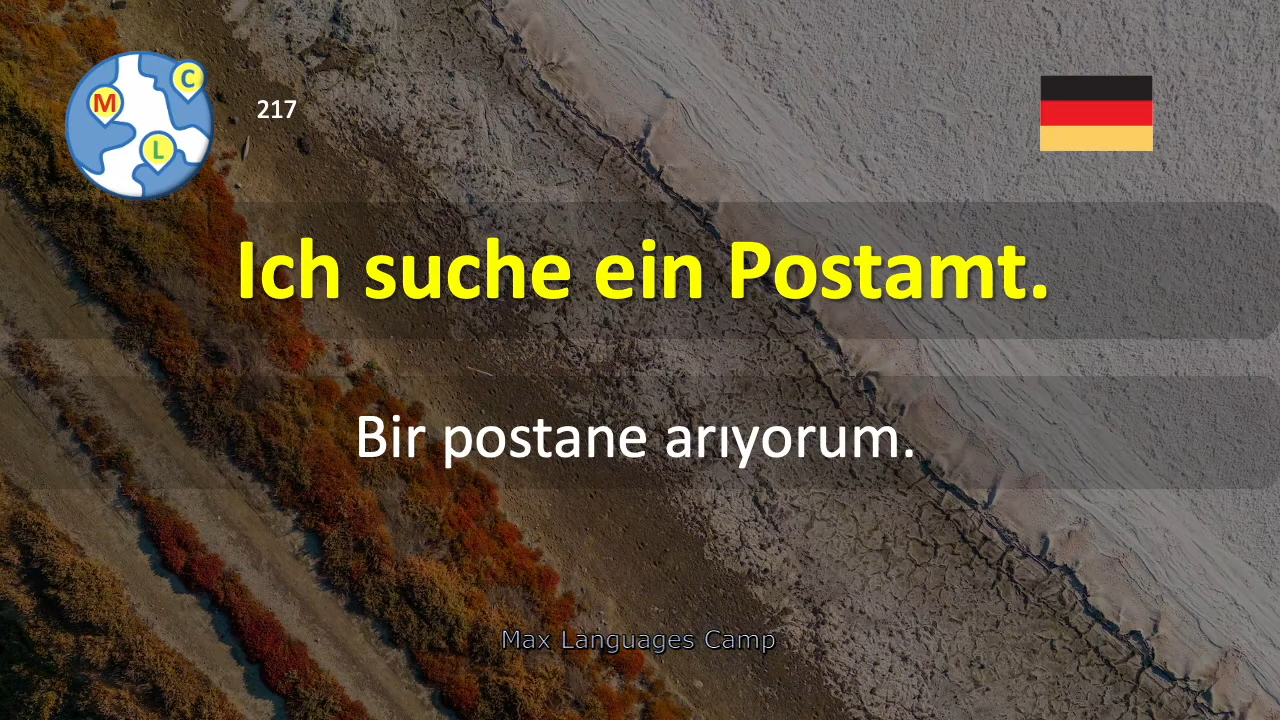 C
M
L
217
Ich suche ein Postamt.
Bir postane arıyorum.
Max Languages Camp